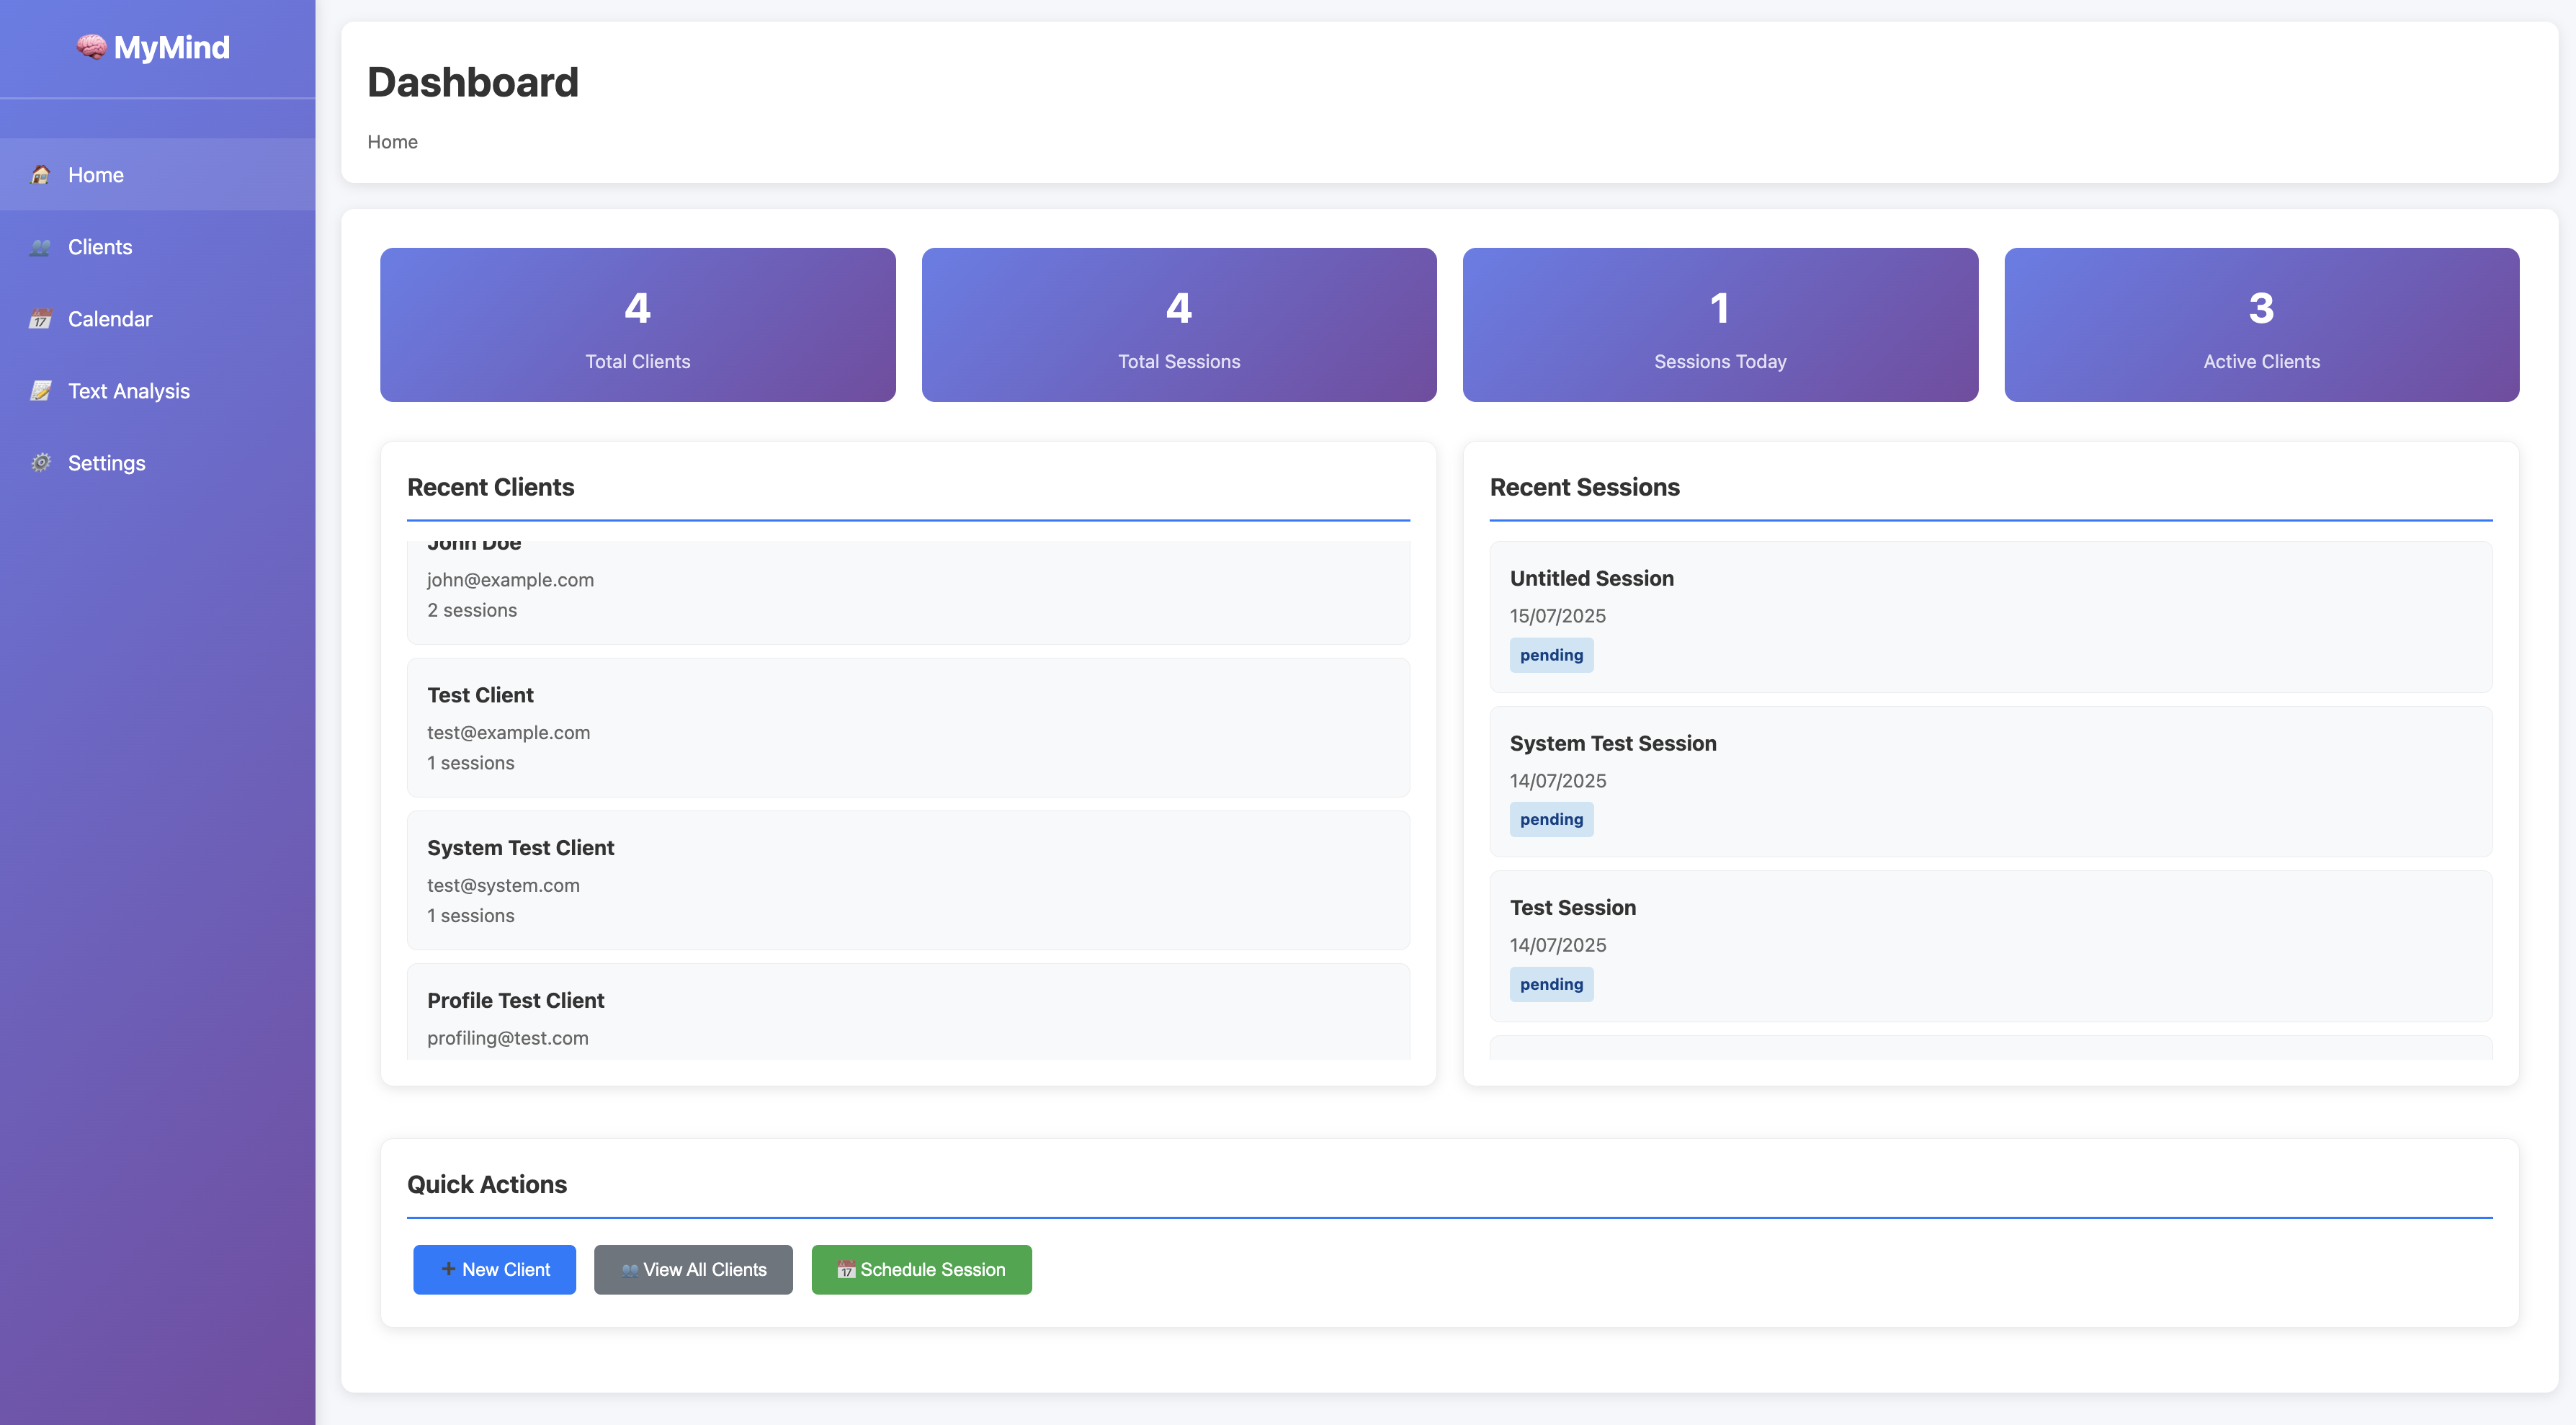 MyMind
Home
Clients
Calendar
Text Analysis
Settings
Dashboard
Home
4
Total Clients
4
Total Sessions
1
Sessions Today
3
Active Clients
Recent Clients
John Doe
john@example.com
2 sessions
Test Client
test@example.com
1 sessions
System Test Client
test@system.com
1 sessions
Profile Test Client
profiling@test.com
Recent Sessions
Untitled Session
15/07/2025
pending
System Test Session
14/07/2025
pending
Test Session
14/07/2025
pending
Quick Actions
New Client
View All Clients
Schedule Session